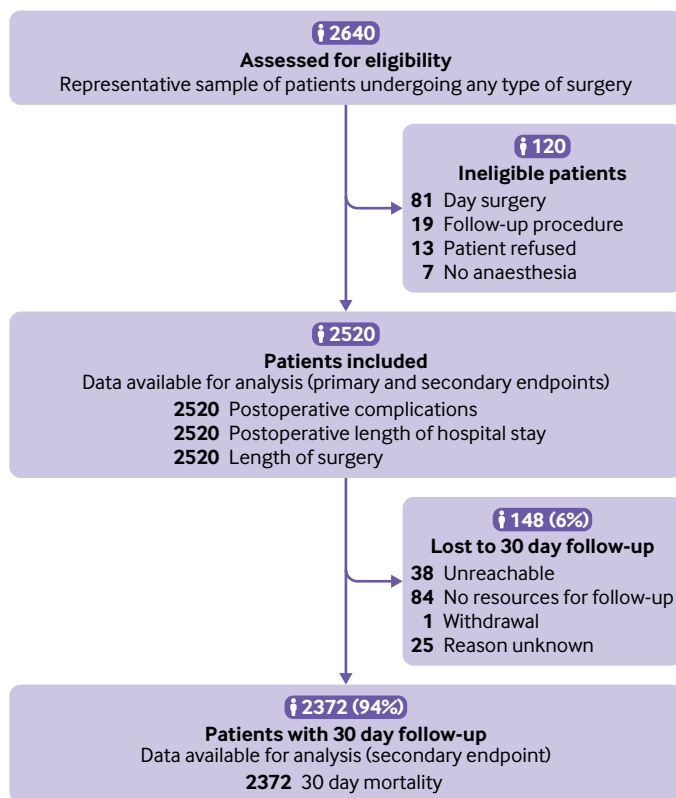 2640
Assessed for eligibility
Representative sample of patients undergoing any type of surgery
120
Ineligible patients
81 Day surgery
19 Follow-up procedure
13 Patient refused
7 No anaesthesia
2520
Patients included
Data available for analysis (primary and secondary endpoints)
2520 Postoperative complications
2520 Postoperative length of hospital stay
2520 Length of surgery
148 (6%)
Lost to 30 day follow-up
38 Unreachable
84 No resources for follow-up
1 Withdrawal
25 Reason unknown
2372 (94%)
Patients with 30 day follow-up
Data available for analysis (secondary endpoint)
2372 30 day mortality